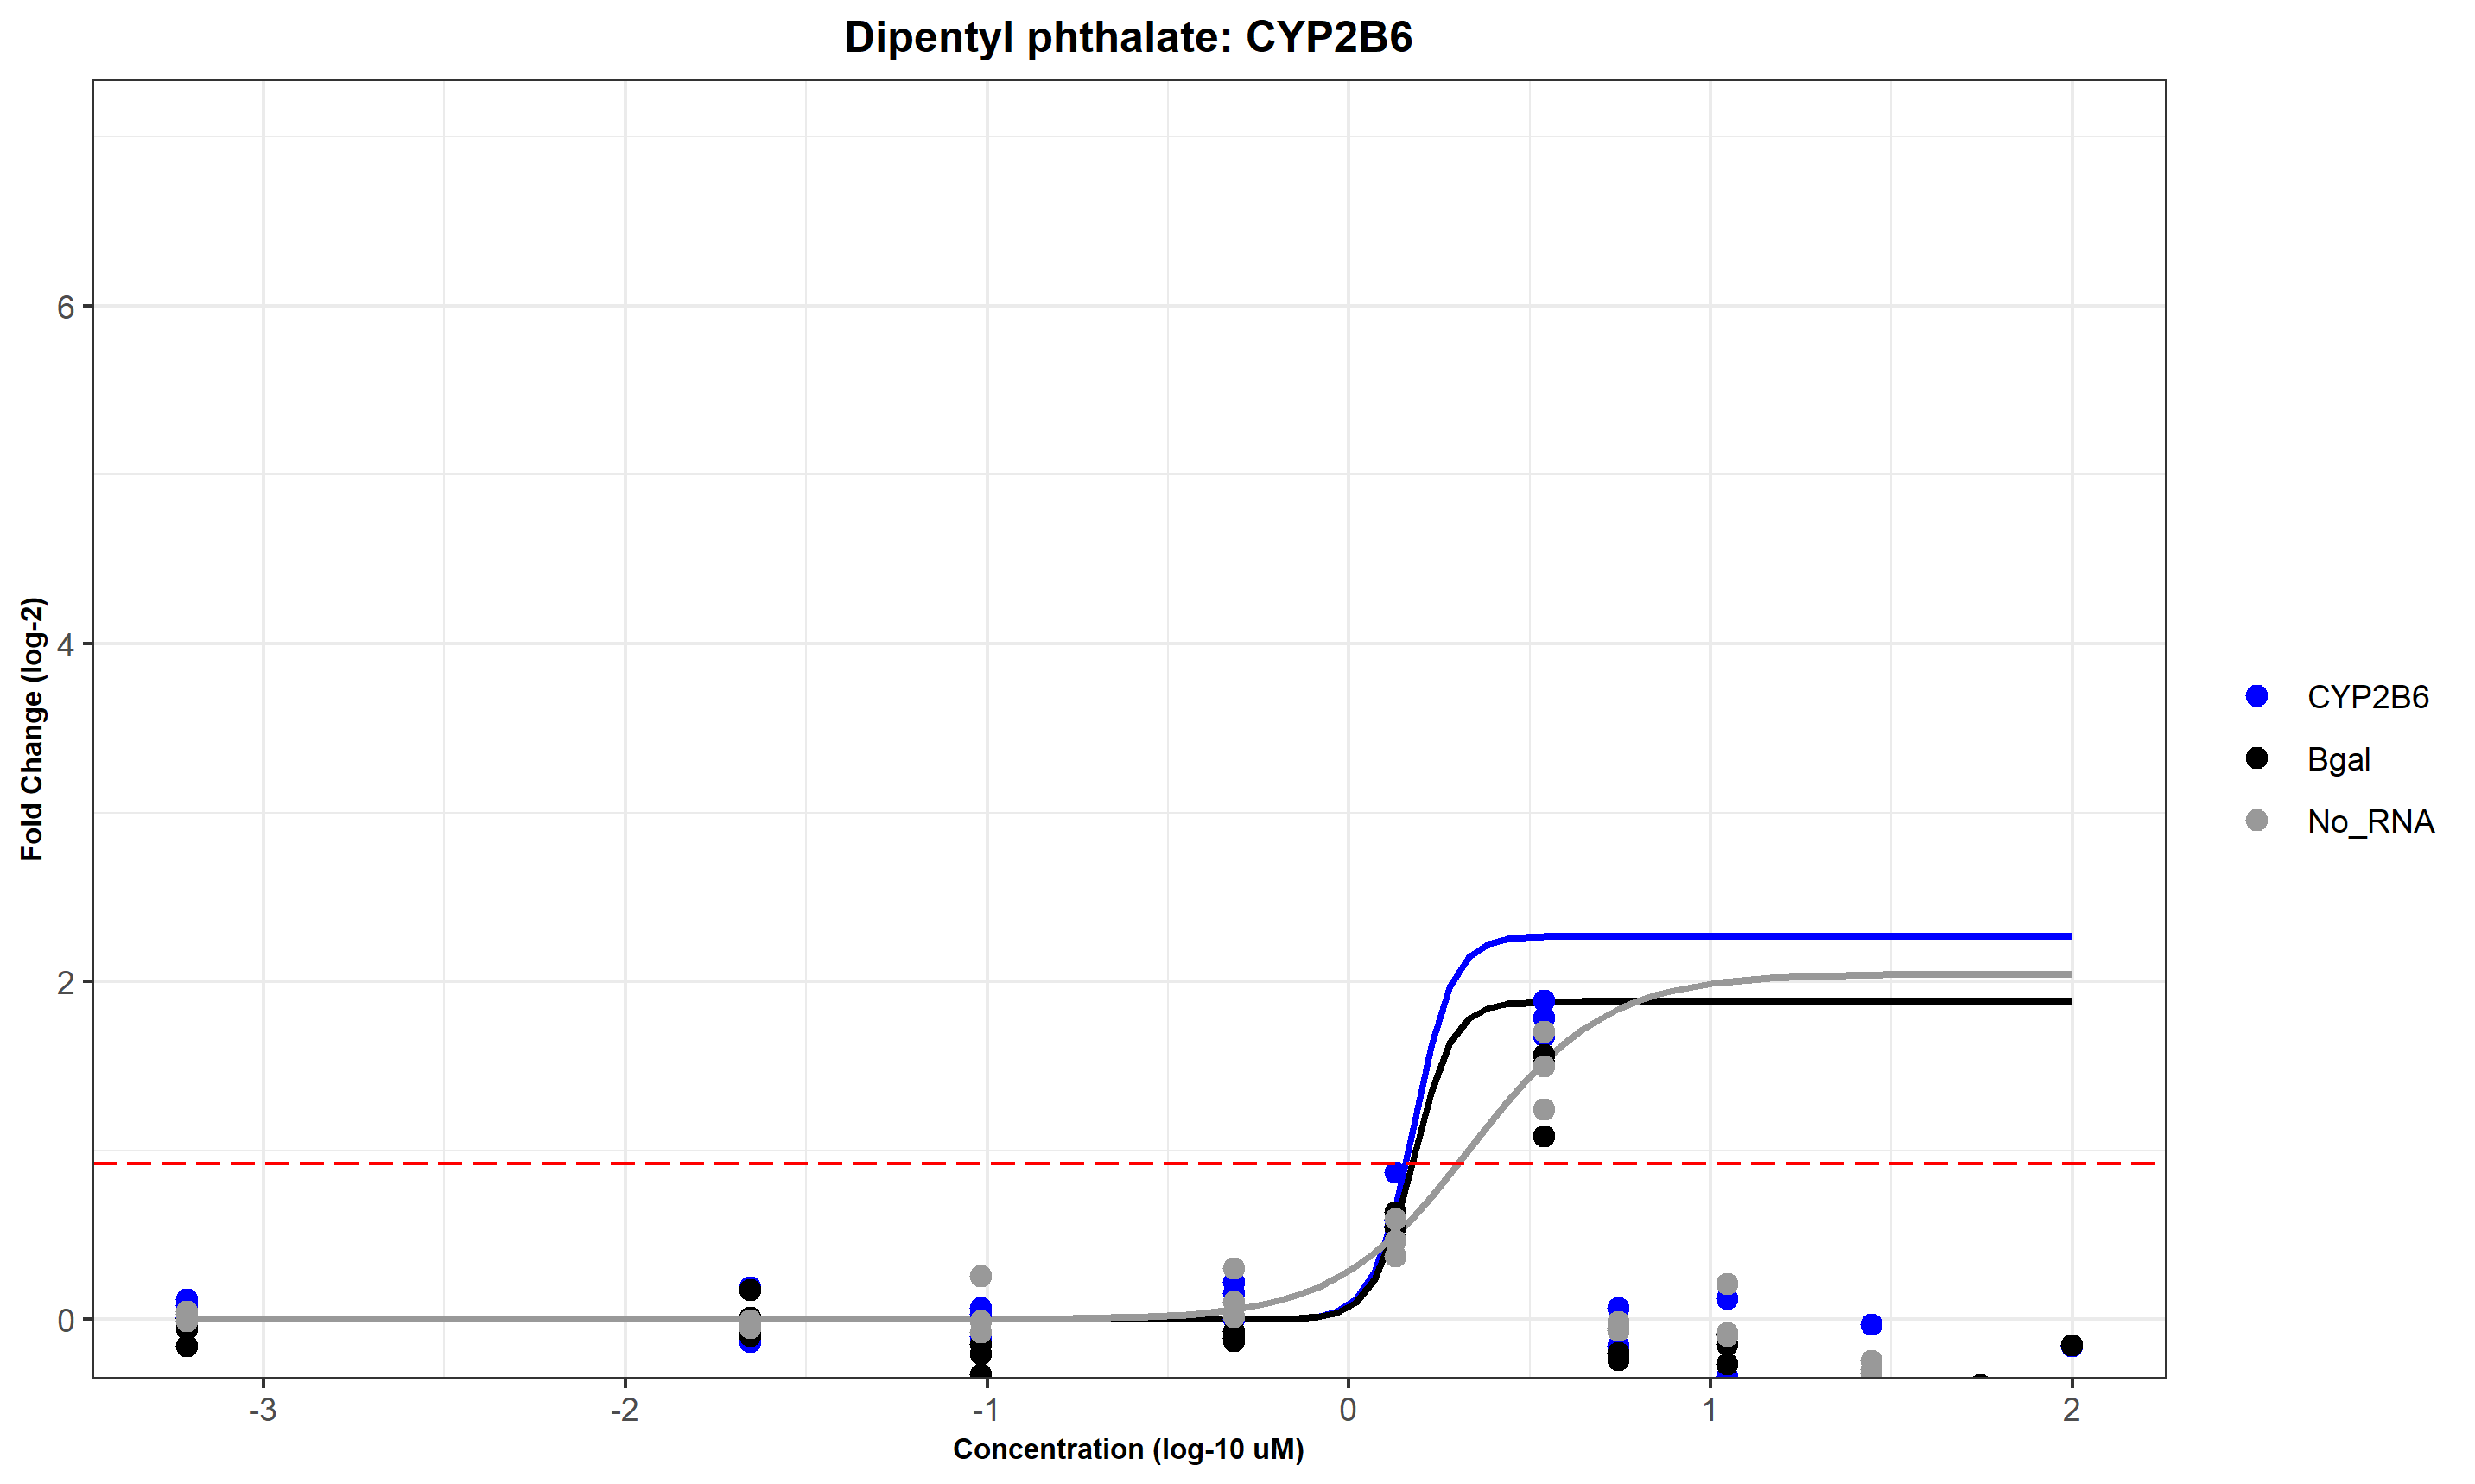 Dipentyl phthalate: CYP2B6
Fold Change (log-2)
6
4
2
0
-3
-2
-1
0
1
2
Concentration (log-10 uM)
CYP2B6
Bgal
No_RNA